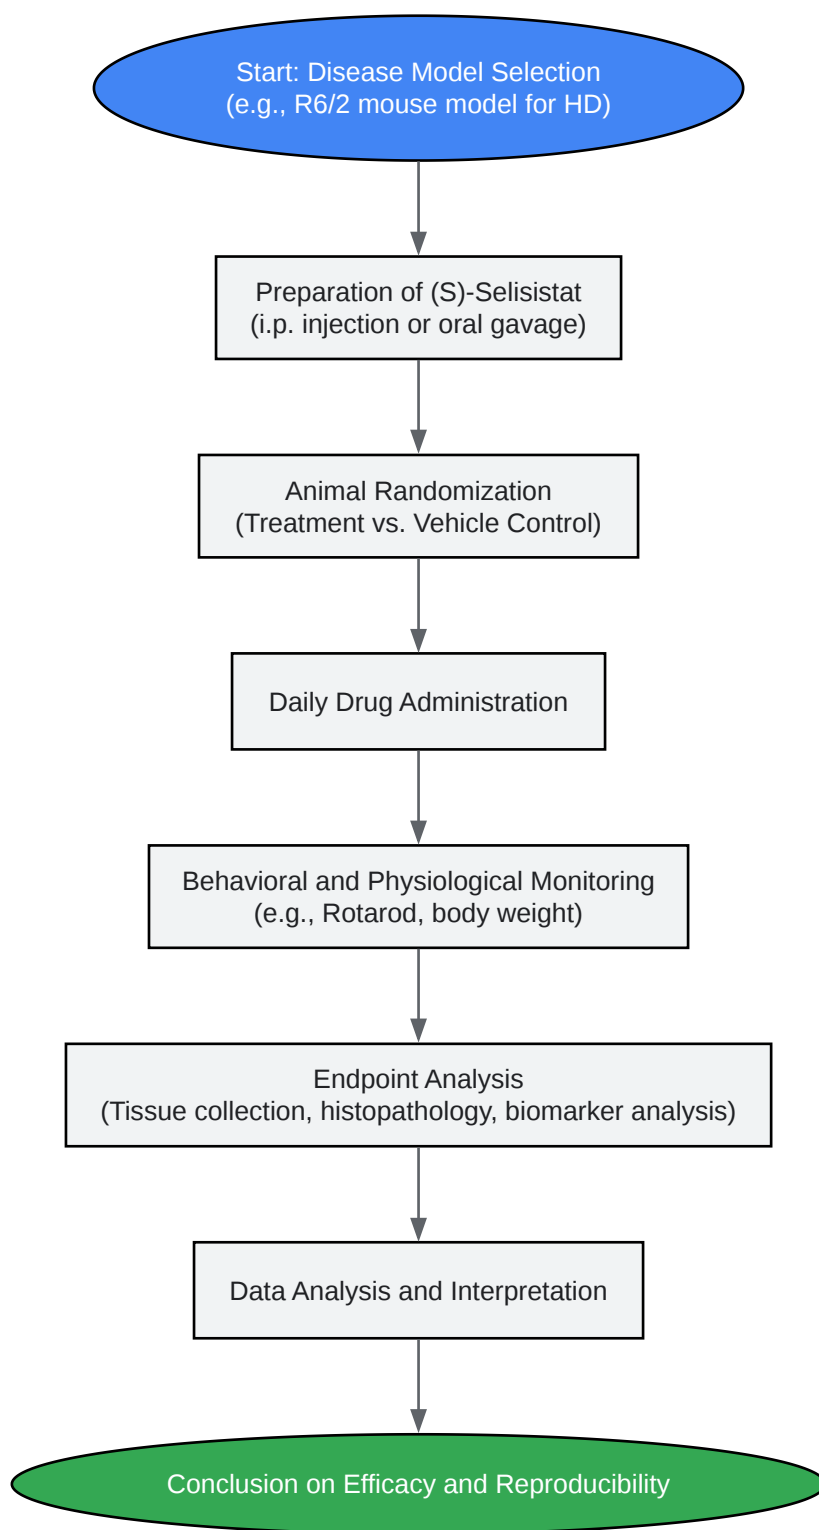 Start: Disease Model Selection
(e.g., R6/2 mouse model for HD)
Preparation of (S)-Selisistat
(i.p. injection or oral gavage)
Animal Randomization
(Treatment vs. Vehicle Control)
Daily Drug Administration
Behavioral and Physiological Monitoring
(e.g., Rotarod, body weight)
Endpoint Analysis
(Tissue collection, histopathology, biomarker analysis)
Data Analysis and Interpretation
Conclusion on Efficacy and Reproducibility